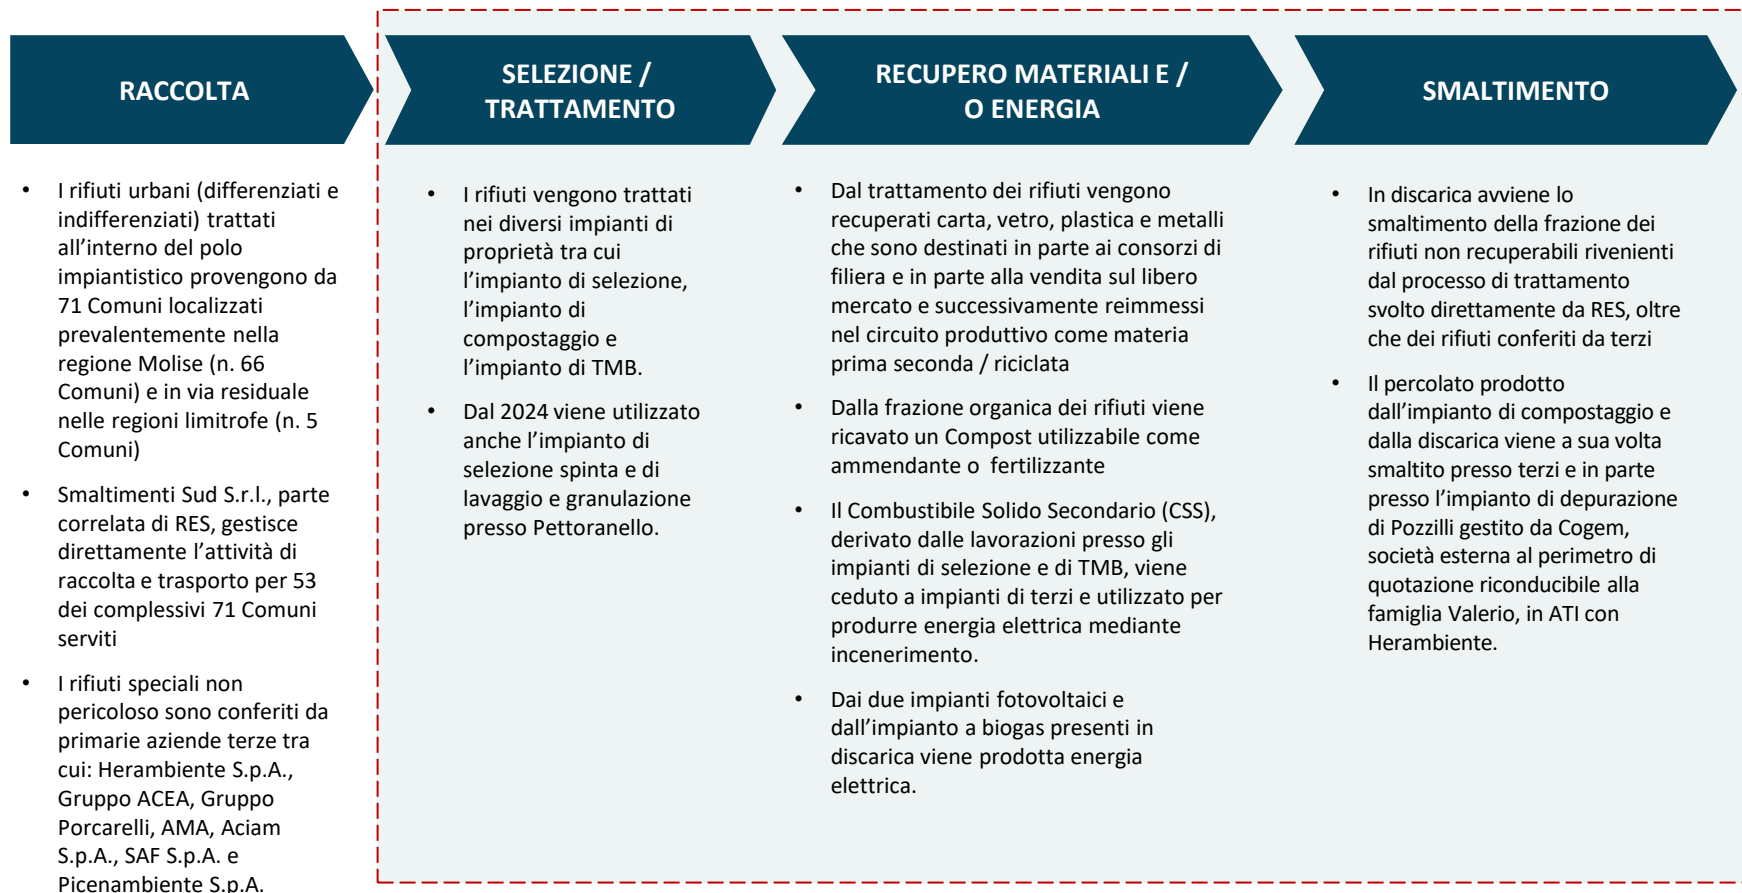 RACCOLTA
SELEZIONE /
TRATTAMENTO
RECUPERO MATERIALI E /
O ENERGIA
SMALTIMENTO
• I rifiuti urbani (differenziati e
indifferenziati) trattati
all’interno del polo
impiantistico provengono da
71 Comuni localizzati
prevalentemente nella
regione Molise (n. 66
Comuni) e in via residuale
nelle regioni limitrofe (n. 5
Comuni)
• Smaltimenti Sud S.r.l., parte
correlata di RES, gestisce
direttamente l’attività di
raccolta e trasporto per 53
dei complessivi 71 Comuni
serviti
• I rifiuti speciali non
pericoloso sono conferiti da
primarie aziende terze tra
cui: Herambiente S.p.A.,
Gruppo ACEA, Gruppo
Porcarelli, AMA, Aciam
S.p.A., SAF S.p.A. e
Picenambiente S.p.A.
• I rifiuti vengono trattati
nei diversi impianti di
proprietà tra cui
l’impianto di selezione,
l’impianto di
compostaggio e
l’impianto di TMB.
• Dal 2024 viene utilizzato
anche l’impianto di
selezione spinta e di
lavaggio e granulazione
presso Pettoranello.
• Dal trattamento dei rifiuti vengono
recuperati carta, vetro, plastica e metalli
che sono destinati in parte ai consorzi di
filiera e in parte alla vendita sul libero
mercato e successivamente reimmessi
nel circuito produttivo come materia
prima seconda / riciclata
• Dalla frazione organica dei rifiuti viene
ricavato un Compost utilizzabile come
ammendante o fertilizzante
• Il Combustibile Solido Secondario (CSS),
derivato dalle lavorazioni presso gli
impianti di selezione e di TMB, viene
ceduto a impianti di terzi e utilizzato per
produrre energia elettrica mediante
incenerimento.
• Dai due impianti fotovoltaici e
dall’impianto a biogas presenti in
discarica viene prodotta energia
elettrica.
• In discarica avviene lo
smaltimento della frazione dei
rifiuti non recuperabili rivenienti
dal processo di trattamento
svolto direttamente da RES, oltre
che dei rifiuti conferiti da terzi
• Il percolato prodotto
dall’impianto di compostaggio e
dalla discarica viene a sua volta
smaltito presso terzi e in parte
presso l’impianto di depurazione
di Pozzilli gestito da Cogem,
società esterna al perimetro di
quotazione riconducibile alla
famiglia Valerio, in ATI con
Herambiente.